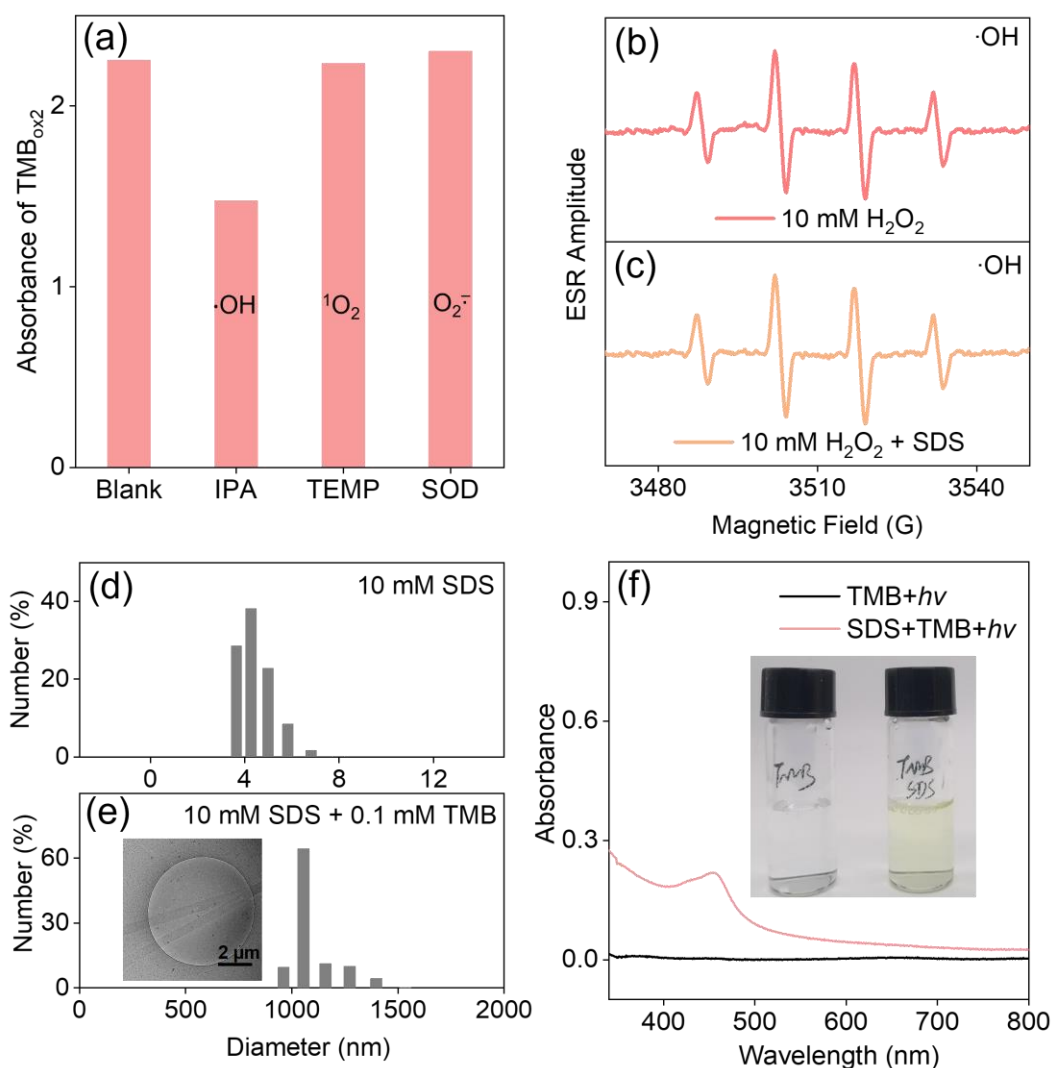 (a)
Absorbance of TMBox2
2
1
0
·OH
¹O₂
O₂·⁻
Blank IPA TEMP SOD
(b)
·OH
10 mM H₂O₂
(c)
·OH
10 mM H₂O₂ + SDS
ESR Amplitude
3480 3510 3540
Magnetic Field (G)
(d)
10 mM SDS
Number (%)
40
20
0
0 4 8 12
(e)
10 mM SDS + 0.1 mM TMB
Number (%)
60
30
0
2 µm
0 500 1000 1500 2000
Diameter (nm)
(f)
TMB+hv
SDS+TMB+hv
TMB
TMB
SDS
Absorbance
0.9
0.6
0.3
0.0
400 500 600 700 800
Wavelength (nm)